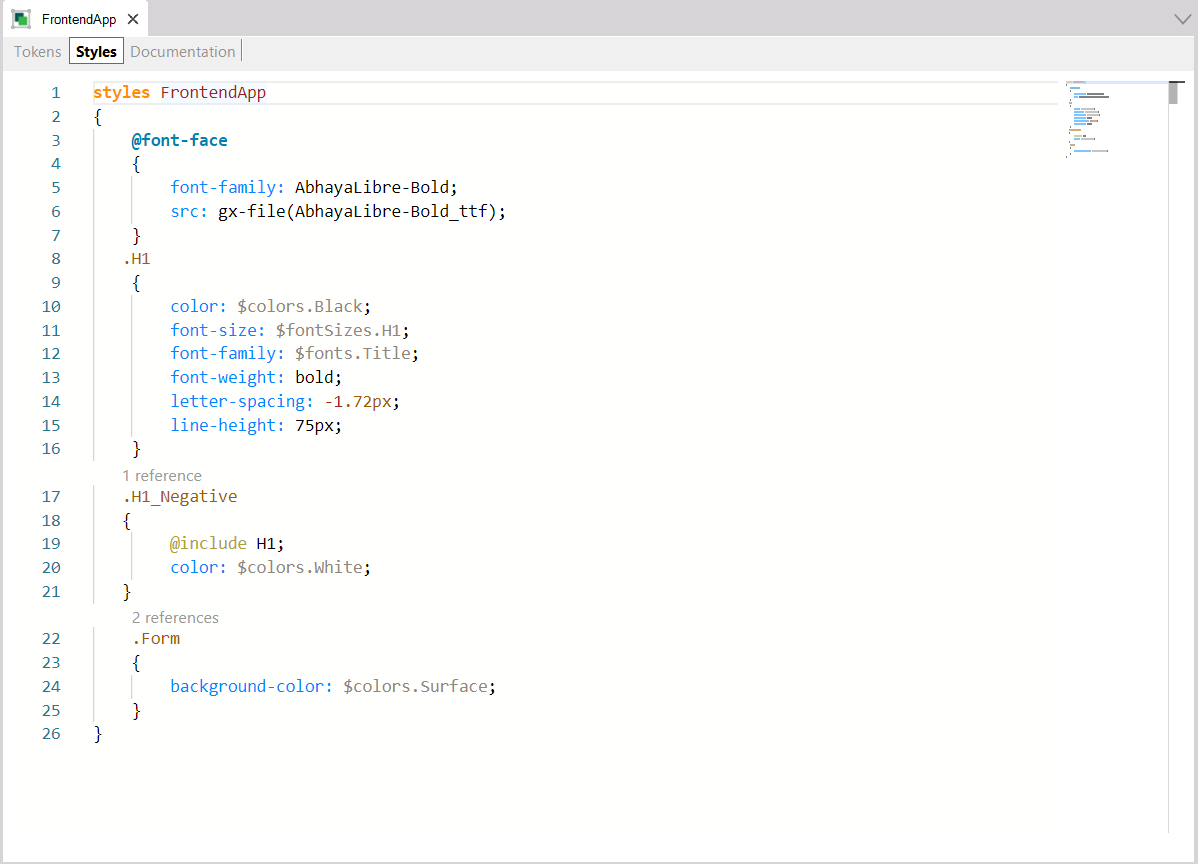 FrontendApp
Tokens Styles Documentation
1 styles FrontendApp
2 {
3 @font-face
4 {
5 font-family: AbhayaLibre-Bold;
6 src: gx-file(AbhayaLibre-Bold_ttf);
7 }
8 .H1
9 {
10 color: $colors.Black;
11 font-size: $fontSizes.H1;
12 font-family: $fonts.Title;
13 font-weight: bold;
14 letter-spacing: -1.72px;
15 line-height: 75px;
16 }
1 reference
17 .H1_Negative
18 {
19 @include H1;
20 color: $colors.White;
21 }
2 references
22 .Form
23 {
24 background-color: $colors.Surface;
25 }
26 }